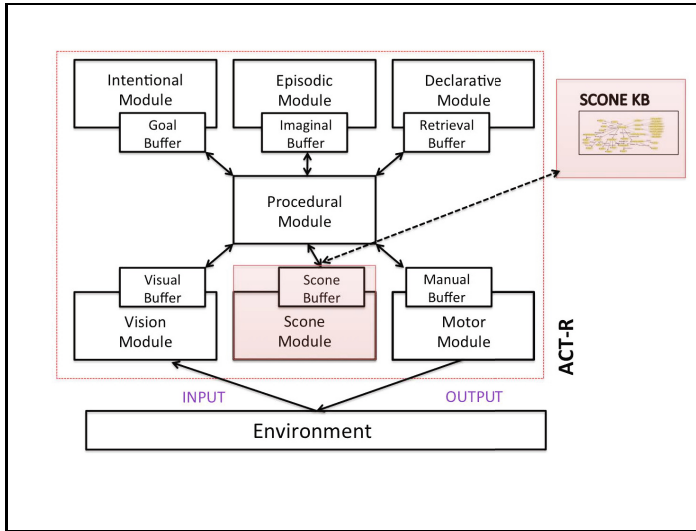 Intentional
Module
Goal
Buffer
Episodic
Module
Imaginal
Buffer
Declarative
Module
Retrieval
Buffer
SCONE KB
Procedural
Module
Visual
Buffer
Vision
Module
Scone
Buffer
Scone
Module
Manual
Buffer
Motor
Module
ACT-R
INPUT
OUTPUT
Environment